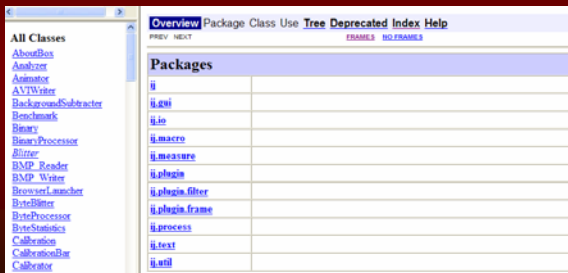 All Classes
AboutBox
Analyzer
Animator
AVIWriter
BackgroundSubtracter
Benchmark
Binary
BinaryProcessor
Blitter
BMP_Reader
BMP_Writer
BrowserLauncher
ByteBlitter
ByteProcessor
ByteStatistics
Calibration
CalibrationBar
Calibrator
Overview Package Class Use Tree Deprecated Index Help
PREV NEXT FRAMES NO FRAMES
Packages
ij
ij.gui
ij.io
ij.macro
ij.measure
ij.plugin
ij.plugin.filter
ij.plugin.frame
ij.process
ij.text
ij.util